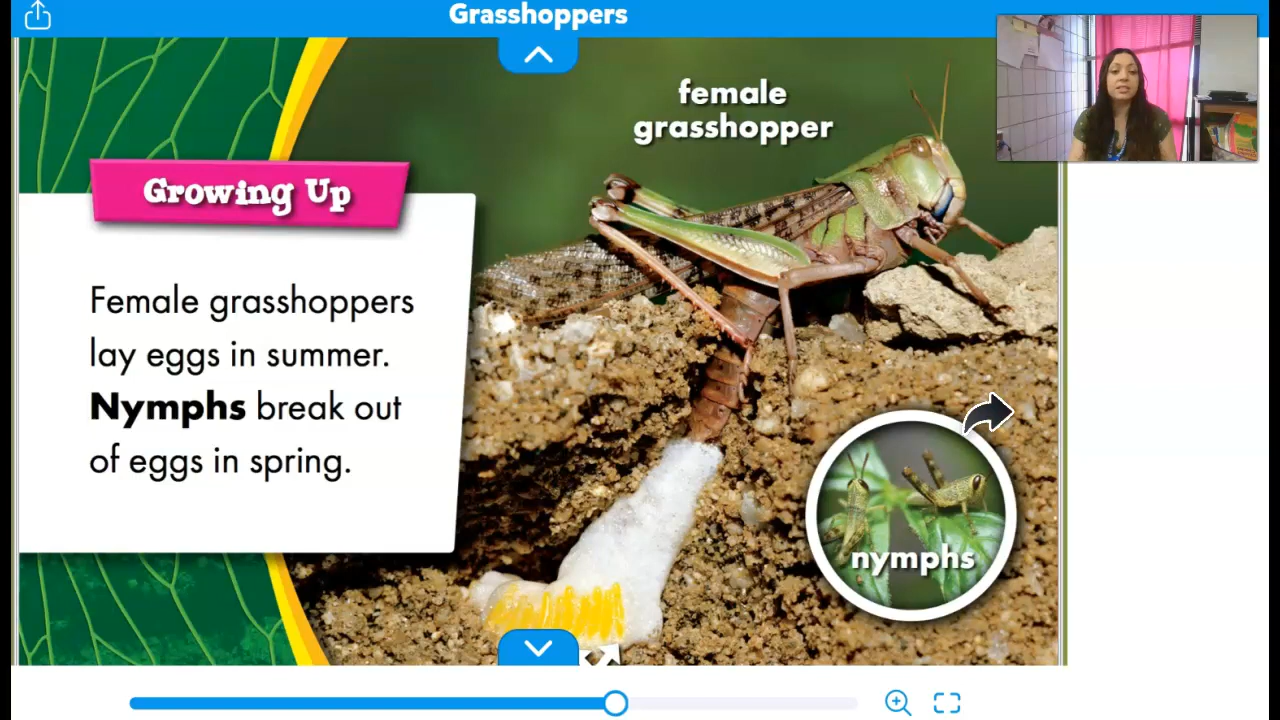 Grasshoppers
female
grasshopper
Growing Up
Female grasshoppers
lay eggs in summer.
Nymphs break out
of eggs in spring.
nymphs